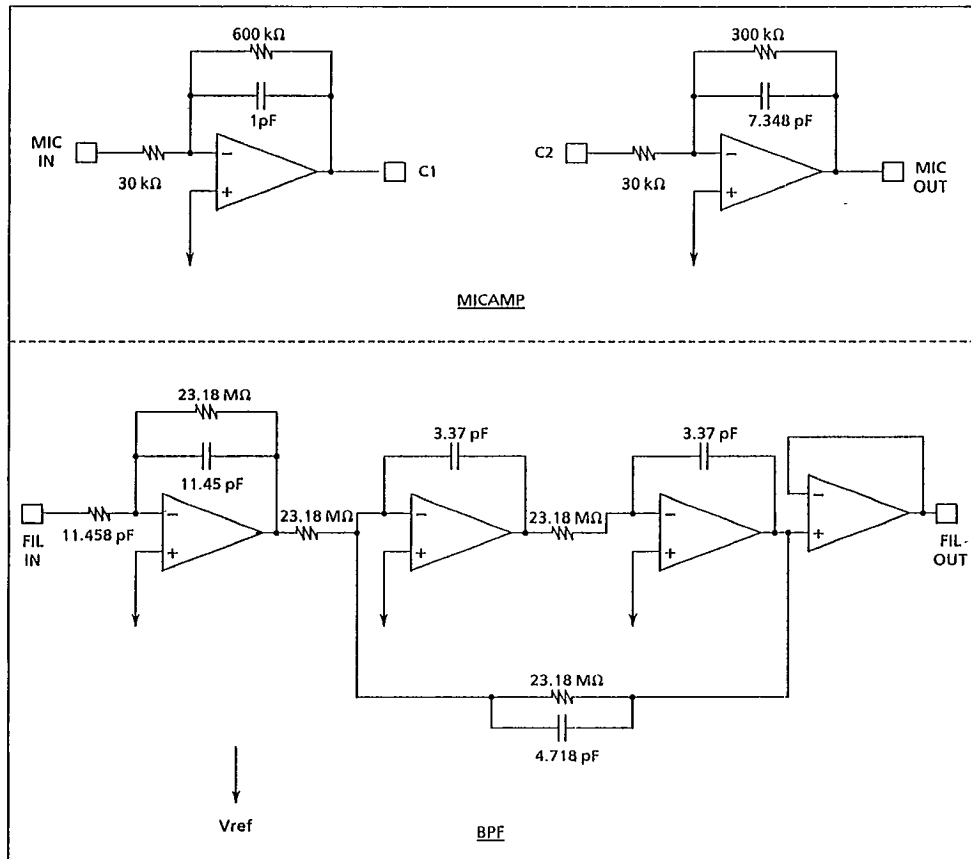 600 kΩ
1pF
MIC
IN
30 kΩ
−
+
C1
300 kΩ
7.348 pF
C2
30 kΩ
−
+
MIC
OUT
MICAMP
23.18 MΩ
11.45 pF
3.37 pF
3.37 pF
FIL
IN
11.458 pF
−
+
23.18 MΩ
−
+
23.18 MΩ
−
+
−
+
FIL-
OUT
23.18 MΩ
4.718 pF
Vref
BPF